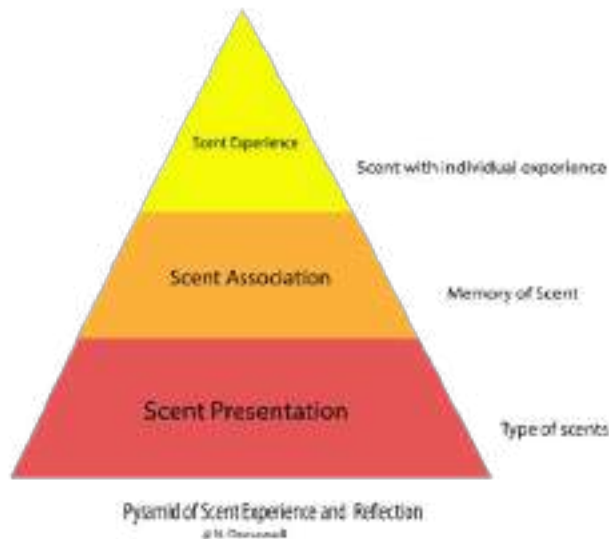 Scent Experience
Scent with individual experience
Scent Association
Memory of Scent
Scent Presentation
Type of scents
Pyramid of Scent Experience and Reflection